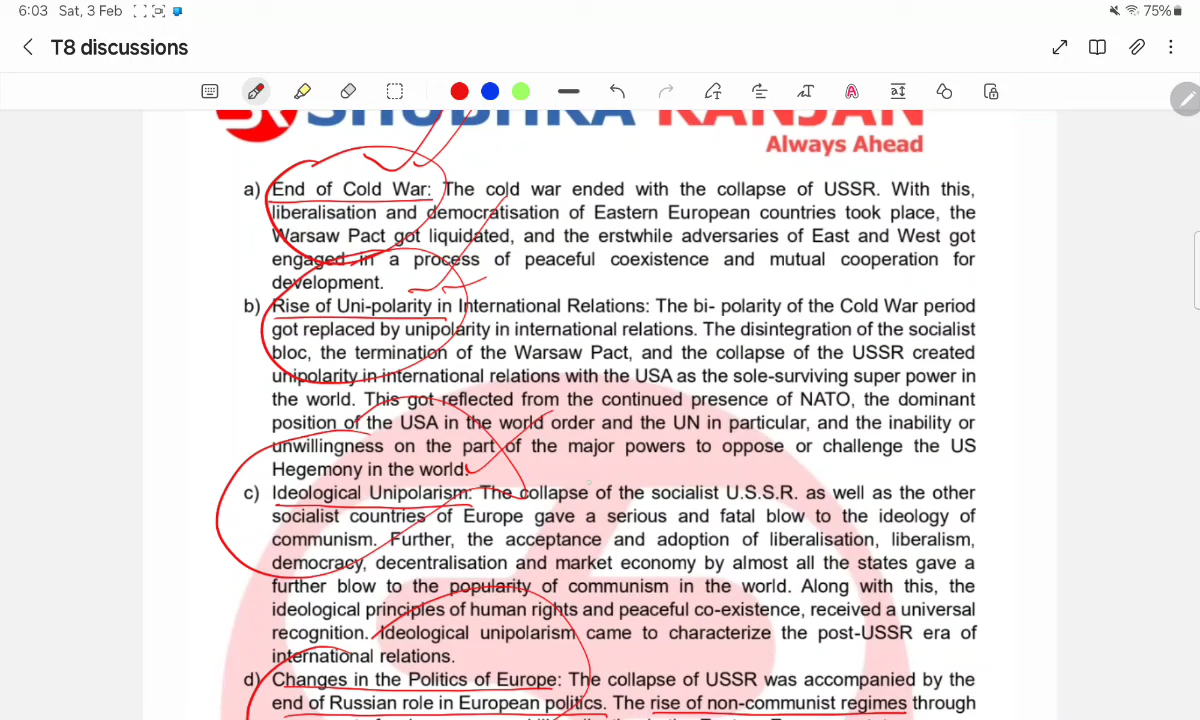 6:03 Sat, 3 Feb
75%
T8 discussions
SHUBHRA RANJAN
Always Ahead
a) End of Cold War: The cold war ended with the collapse of USSR. With this,
liberalisation and democratisation of Eastern European countries took place, the
Warsaw Pact got liquidated, and the erstwhile adversaries of East and West got
engaged in a process of peaceful coexistence and mutual cooperation for
development.
b) Rise of Uni-polarity in International Relations: The bi- polarity of the Cold War period
got replaced by unipolarity in international relations. The disintegration of the socialist
bloc, the termination of the Warsaw Pact, and the collapse of the USSR created
unipolarity in international relations with the USA as the sole-surviving super power in
the world. This got reflected from the continued presence of NATO, the dominant
position of the USA in the world order and the UN in particular, and the inability or
unwillingness on the part of the major powers to oppose or challenge the US
Hegemony in the world.
c) Ideological Unipolarism: The collapse of the socialist U.S.S.R. as well as the other
socialist countries of Europe gave a serious and fatal blow to the ideology of
communism. Further, the acceptance and adoption of liberalisation, liberalism,
democracy, decentralisation and market economy by almost all the states gave a
further blow to the popularity of communism in the world. Along with this, the
ideological principles of human rights and peaceful co-existence, received a universal
recognition. Ideological unipolarism came to characterize the post-USSR era of
international relations.
d) Changes in the Politics of Europe: The collapse of USSR was accompanied by the
end of Russian role in European politics. The rise of non-communist regimes through